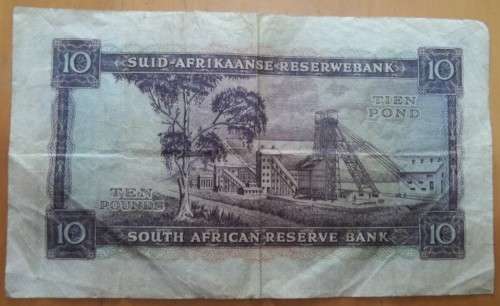 10 SUID-AFRIKAANSE RESERWEBANK 10
TIEN
POND
TEN
POUNDS
10 SOUTH AFRICAN RESERVE BANK 10